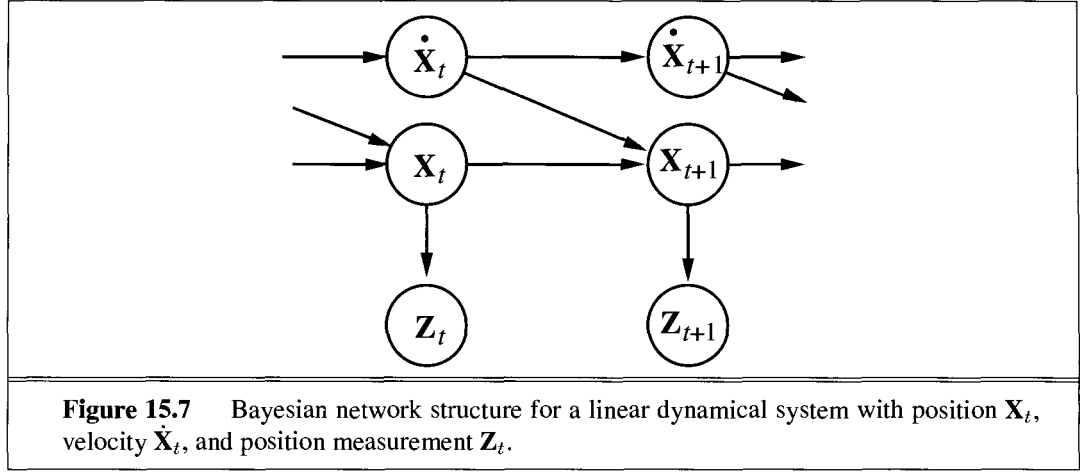 Ẋt Ẋt+1
Xt Xt+1
Zt Zt+1
Figure 15.7 Bayesian network structure for a linear dynamical system with position Xt,
velocity Ẋt, and position measurement Zt.